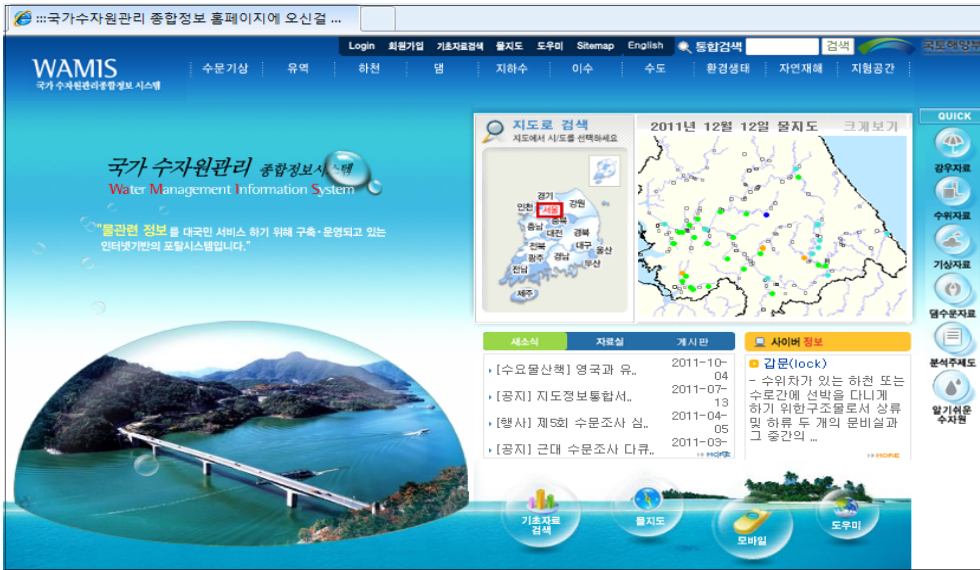 :::국가수자원관리 종합정보 홈페이지에 오신걸 ...
Login 회원가입 기초자료검색 물지도 도우미 Sitemap English 통합검색 검색 국토해양부
WAMIS
국가 수자원관리종합정보 시스템
수문기상 유역 하천 댐 지하수 이수 수도 환경생태 자연재해 지형공간
국가 수자원관리 종합정보시스템
Water Management Information System
"물관련 정보를 대국민 서비스 하기 위해 구축·운영되고 있는
인터넷기반의 포탈시스템입니다."
지도로 검색
지도에서 시/도를 선택하세요
경기
인천 서울 강원
충북
충남 대전 경북
전북 대구 울산
광주 경남 부산
전남
제주
2011년 12월 12일 물지도 크게보기
QUICK
강우자료
수위자료
기상자료
댐수문자료
분석주제도
알기쉬운
수자원
새소식 자료실 게시판
[수요물산책] 영국과 유.. 2011-10-04
[공지] 지도정보통합서.. 2011-07-13
[행사] 제5회 수문조사 심.. 2011-04-05
[공지] 근대 수문조사 다큐.. 2011-03-
MORE
사이버 정보
갑문(lock)
- 수위차가 있는 하천 또는
수로간에 선박을 다니게
하기 위한구조물로서 상류
및 하류 두 개의 문비실과
그 중간의 ...
MORE
기초자료
검색
물지도
모바일
도우미